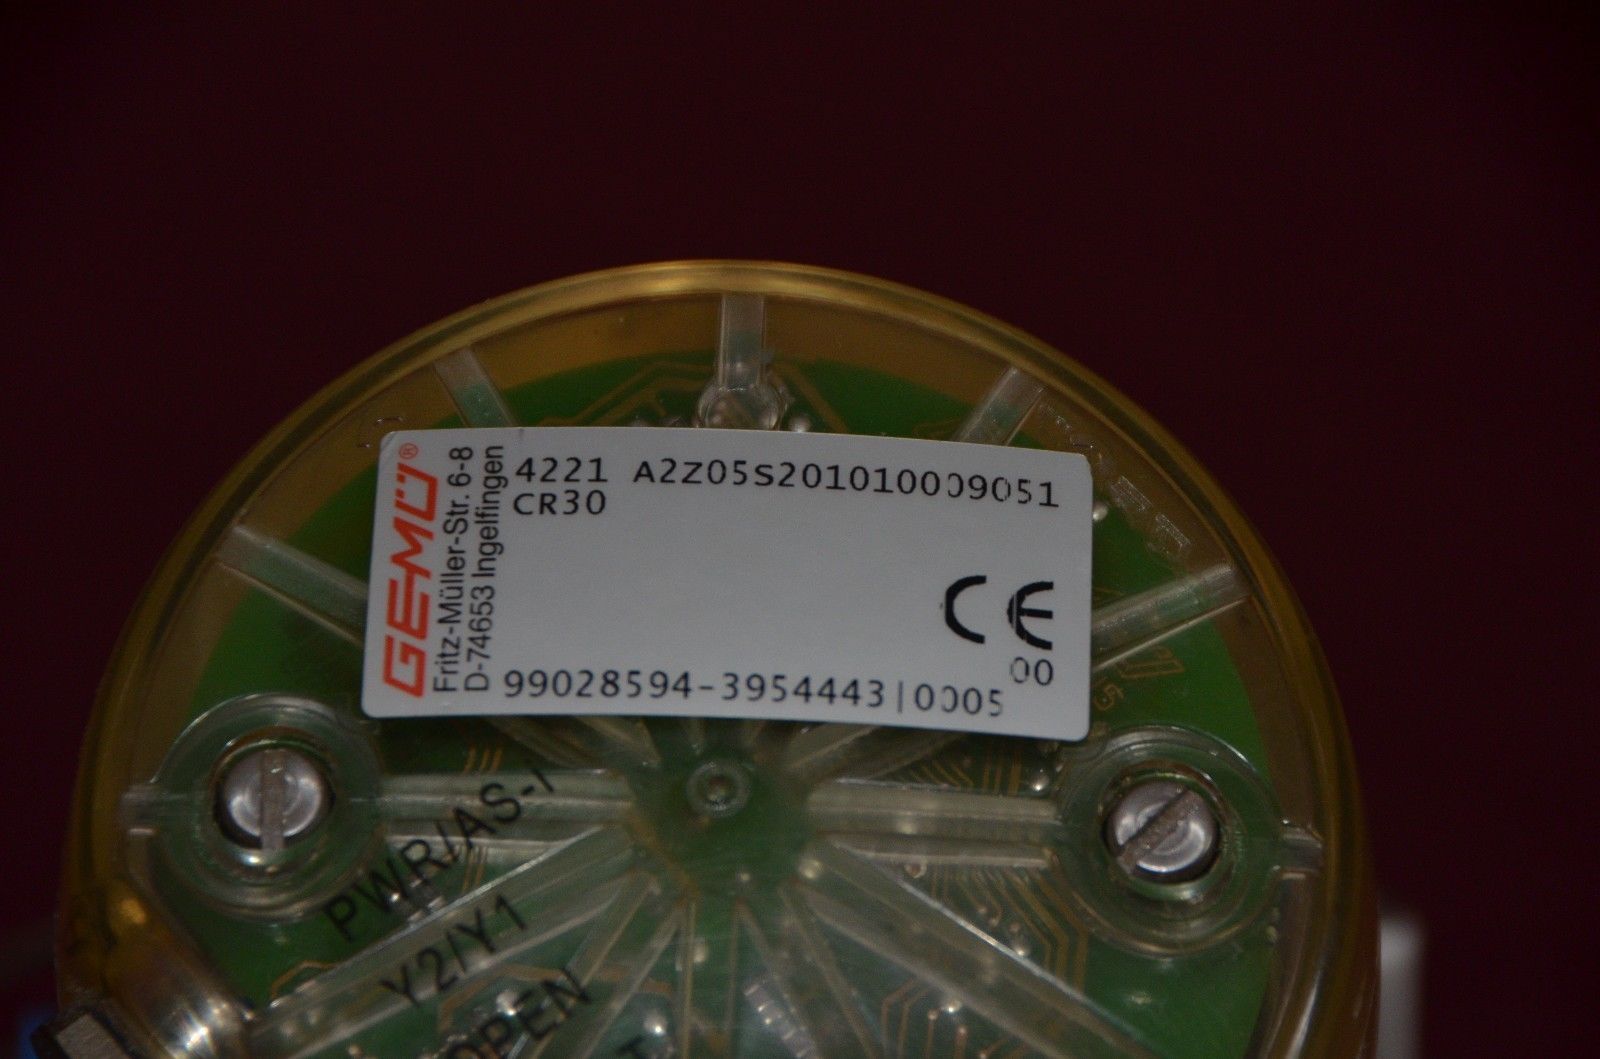 GEMÜ®
Fritz-Müller-Str. 6-8
D-74653 Ingelfingen
4221 A2Z05S201010009051
CR30
CE
00
99028594-3954443|0005
PWR/AS-I
Y2/Y1
OPEN